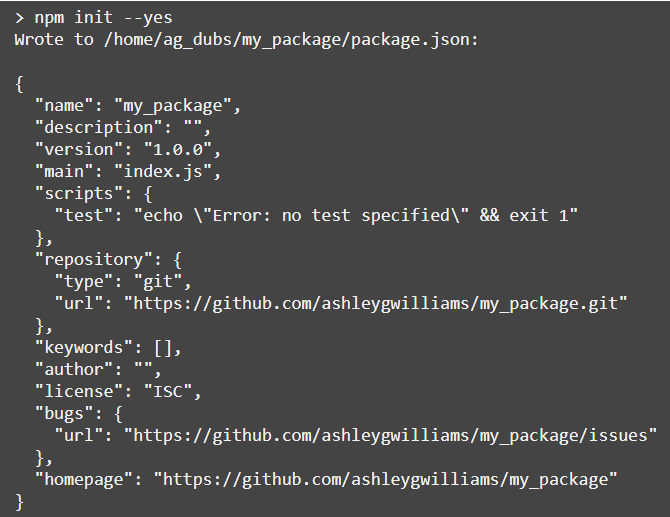 > npm init --yes
Wrote to /home/ag_dubs/my_package/package.json:

{
  "name": "my_package",
  "description": "",
  "version": "1.0.0",
  "main": "index.js",
  "scripts": {
    "test": "echo \"Error: no test specified\" && exit 1"
  },
  "repository": {
    "type": "git",
    "url": "https://github.com/ashleygwilliams/my_package.git"
  },
  "keywords": [],
  "author": "",
  "license": "ISC",
  "bugs": {
    "url": "https://github.com/ashleygwilliams/my_package/issues"
  },
  "homepage": "https://github.com/ashleygwilliams/my_package"
}